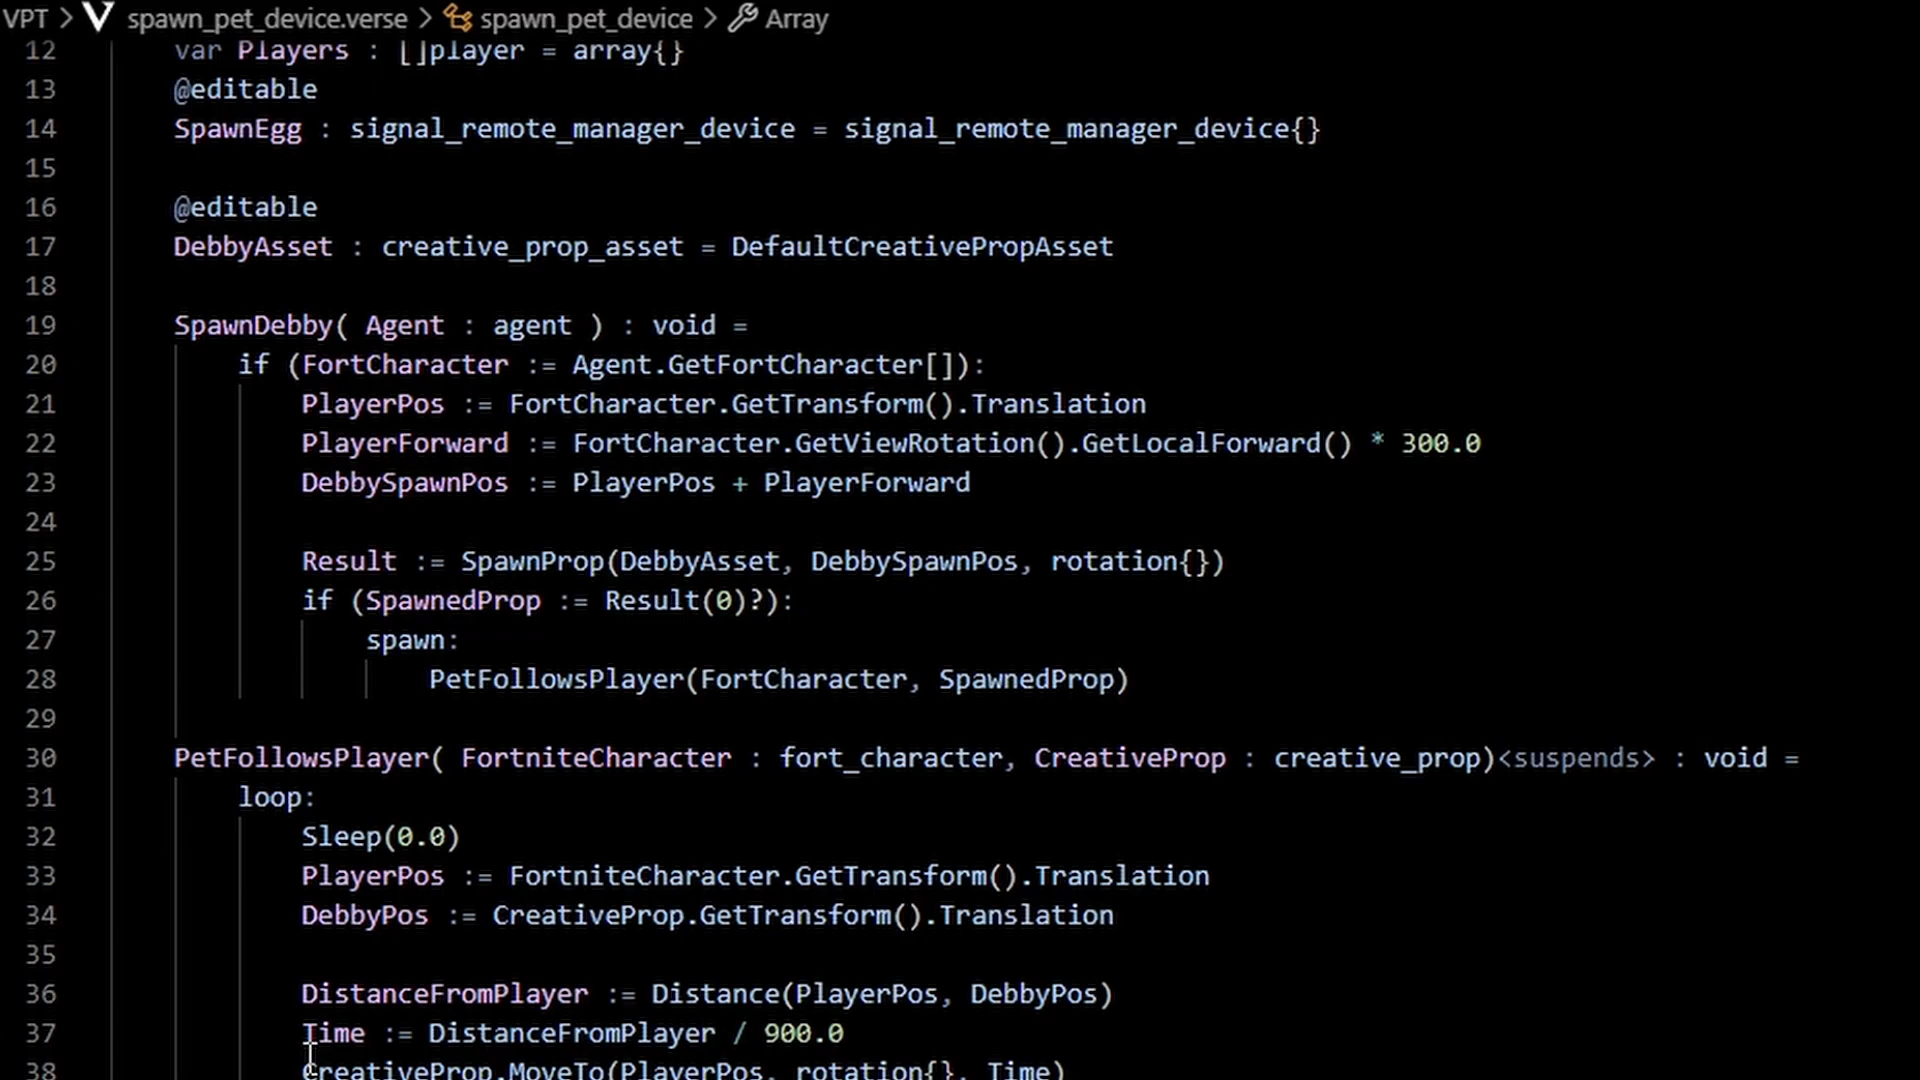 VPT > spawn_pet_device.verse > spawn_pet_device > Array
12 var Players : []player = array{}
13 @editable
14 SpawnEgg : signal_remote_manager_device = signal_remote_manager_device{}
15
16 @editable
17 DebbyAsset : creative_prop_asset = DefaultCreativePropAsset
18
19 SpawnDebby( Agent : agent ) : void =
20 if (FortCharacter := Agent.GetFortCharacter[]):
21 PlayerPos := FortCharacter.GetTransform().Translation
22 PlayerForward := FortCharacter.GetViewRotation().GetLocalForward() * 300.0
23 DebbySpawnPos := PlayerPos + PlayerForward
24
25 Result := SpawnProp(DebbyAsset, DebbySpawnPos, rotation{})
26 if (SpawnedProp := Result(0)?):
27 spawn:
28 PetFollowsPlayer(FortCharacter, SpawnedProp)
29
30 PetFollowsPlayer( FortniteCharacter : fort_character, CreativeProp : creative_prop)<suspends> : void =
31 loop:
32 Sleep(0.0)
33 PlayerPos := FortniteCharacter.GetTransform().Translation
34 DebbyPos := CreativeProp.GetTransform().Translation
35
36 DistanceFromPlayer := Distance(PlayerPos, DebbyPos)
37 Time := DistanceFromPlayer / 900.0
38 CreativeProp.MoveTo(PlayerPos, rotation{}, Time)